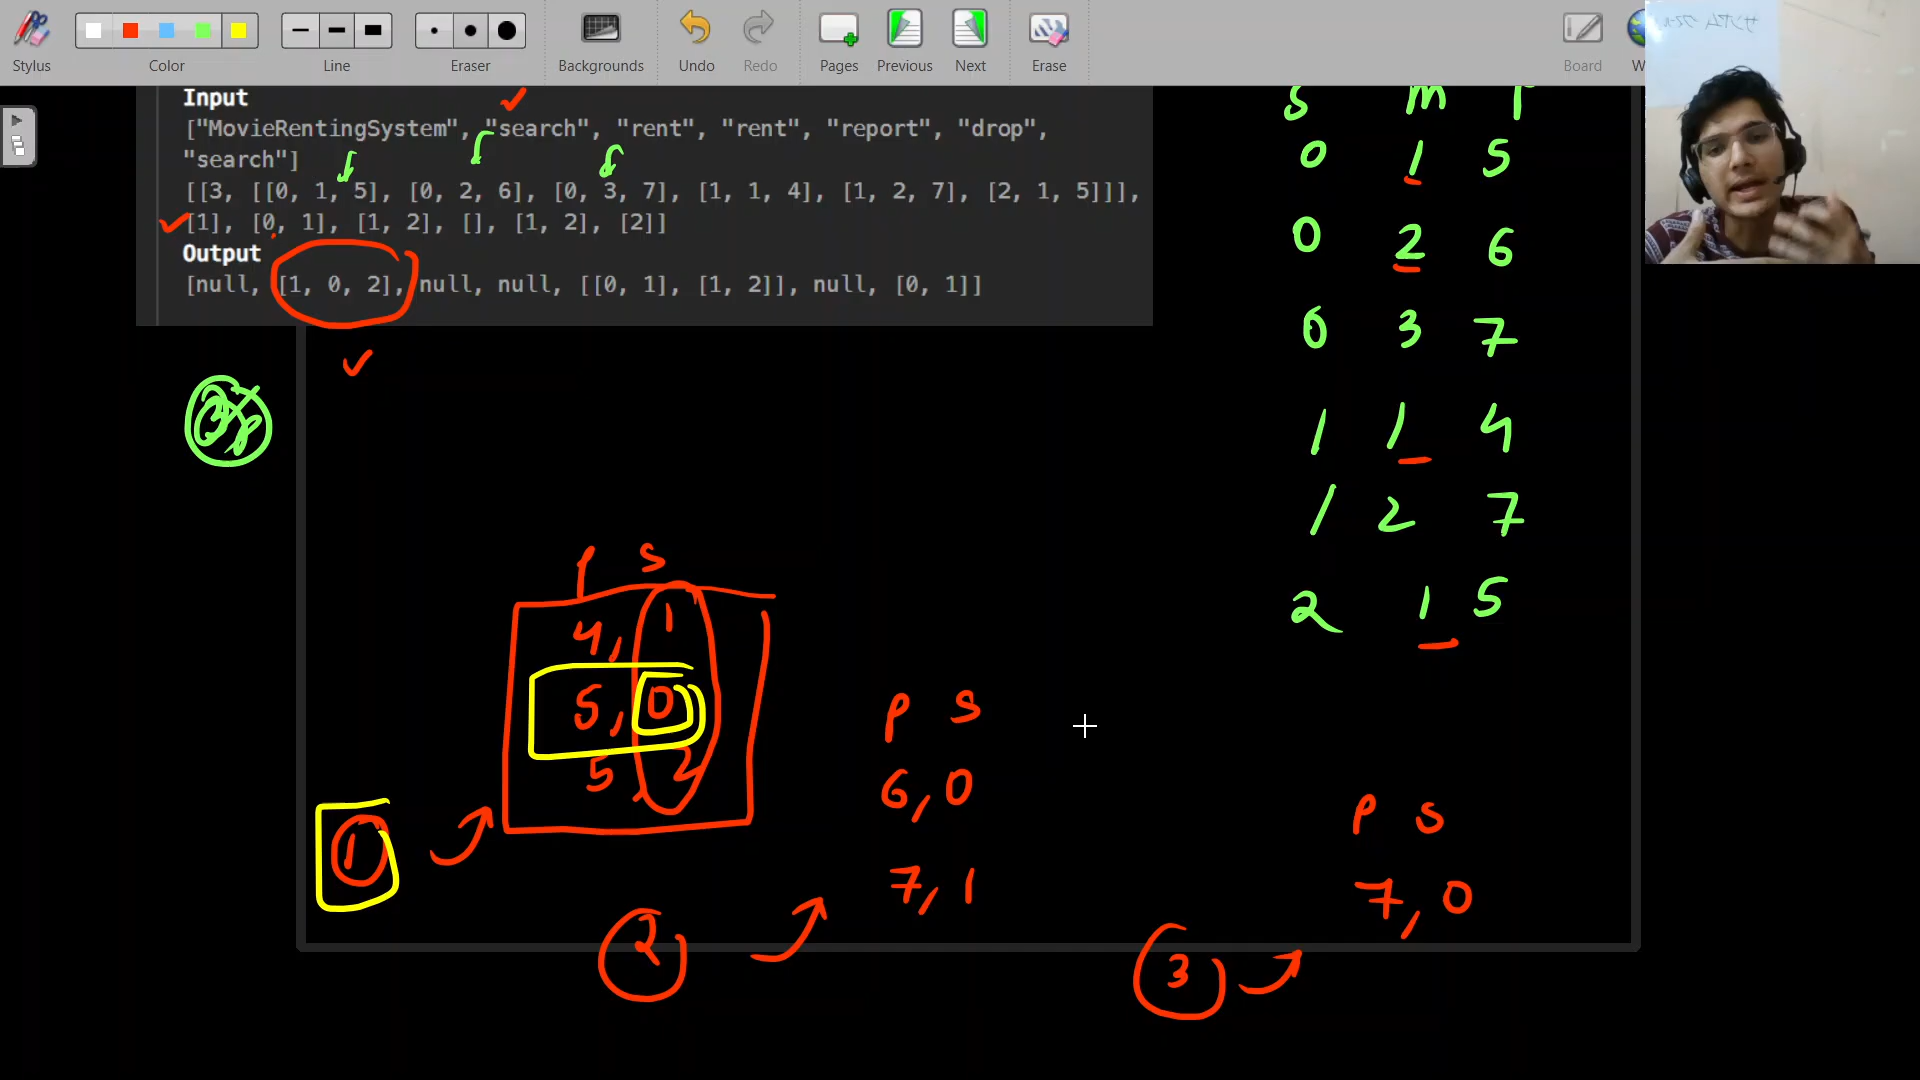 Stylus
Color
Line
Eraser
Backgrounds
Undo
Redo
Pages
Previous
Next
Erase
Board
W
Input
["MovieRentingSystem", "search", "rent", "rent", "report", "drop",
"search"]
[[3, [[0, 1, 5], [0, 2, 6], [0, 3, 7], [1, 1, 4], [1, 2, 7], [2, 1, 5]]],
[1], [0, 1], [1, 2], [], [1, 2], [2]]
Output
[null, [1, 0, 2], null, null, [[0, 1], [1, 2]], null, [0, 1]]
s m p
0 1 5
0 2 6
0 3 7
1 1 4
1 2 7
2 1 5
p s
4, 1
5, 0
5, 2
1
p s
6, 0
7, 1
2
p s
7, 0
3